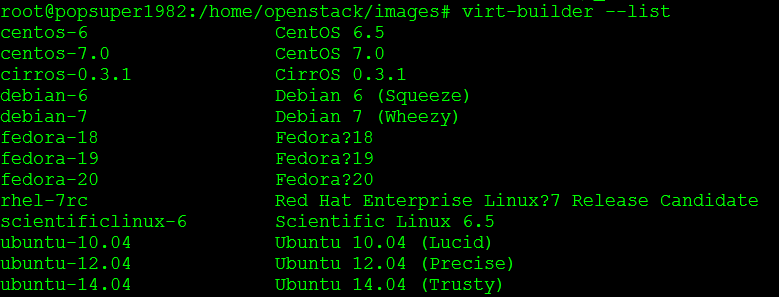 root@popsuper1982:/home/openstack/images# virt-builder --list
centos-6                 CentOS 6.5
centos-7.0               CentOS 7.0
cirros-0.3.1             CirrOS 0.3.1
debian-6                 Debian 6 (Squeeze)
debian-7                 Debian 7 (Wheezy)
fedora-18                Fedora?18
fedora-19                Fedora?19
fedora-20                Fedora?20
rhel-7rc                 Red Hat Enterprise Linux?7 Release Candidate
scientificlinux-6        Scientific Linux 6.5
ubuntu-10.04             Ubuntu 10.04 (Lucid)
ubuntu-12.04             Ubuntu 12.04 (Precise)
ubuntu-14.04             Ubuntu 14.04 (Trusty)